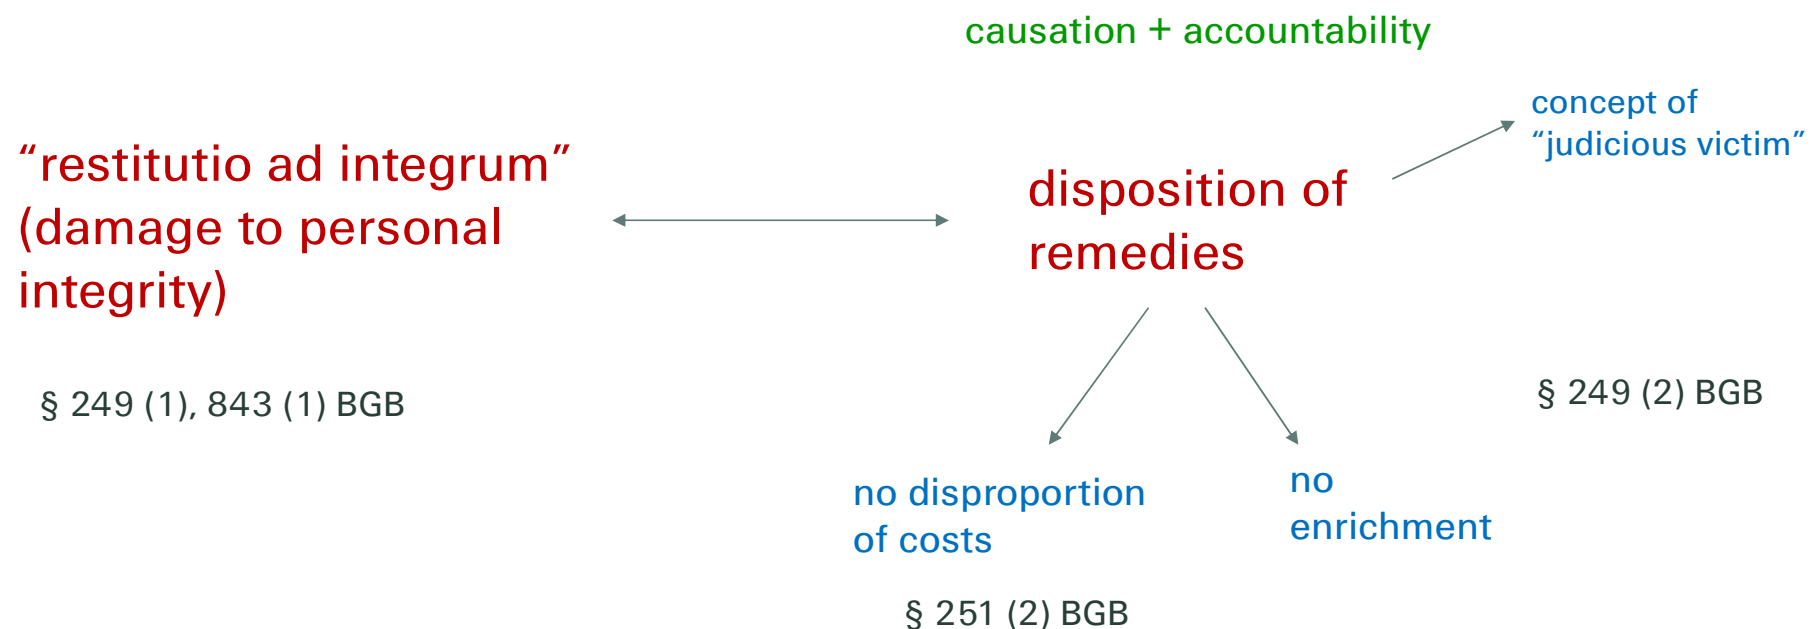 causation + accountability
concept of
“judicious victim”
“restitutio ad integrum”
(damage to personal
integrity)
disposition of
remedies
§ 249 (1), 843 (1) BGB
§ 249 (2) BGB
no disproportion
of costs
no
enrichment
§ 251 (2) BGB